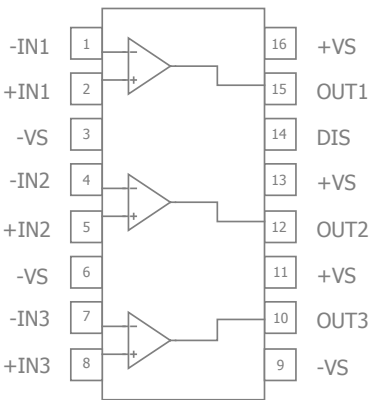 -IN1 1 − 16 +VS
+IN1 2 + 15 OUT1
-VS 3 14 DIS
-IN2 4 − 13 +VS
+IN2 5 + 12 OUT2
-VS 6 11 +VS
-IN3 7 − 10 OUT3
+IN3 8 + 9 -VS